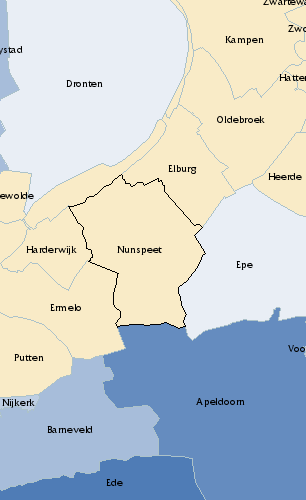 Zwartewa
Kampen
Zwo
ystad
Hatte
Dronten
Oldebroek
Elburg
Heerde
ewolde
Harderwijk
Nunspeet
Epe
Ermelo
Voo
Putten
Nijkerk
Apeldoorn
Barneveld
Ede